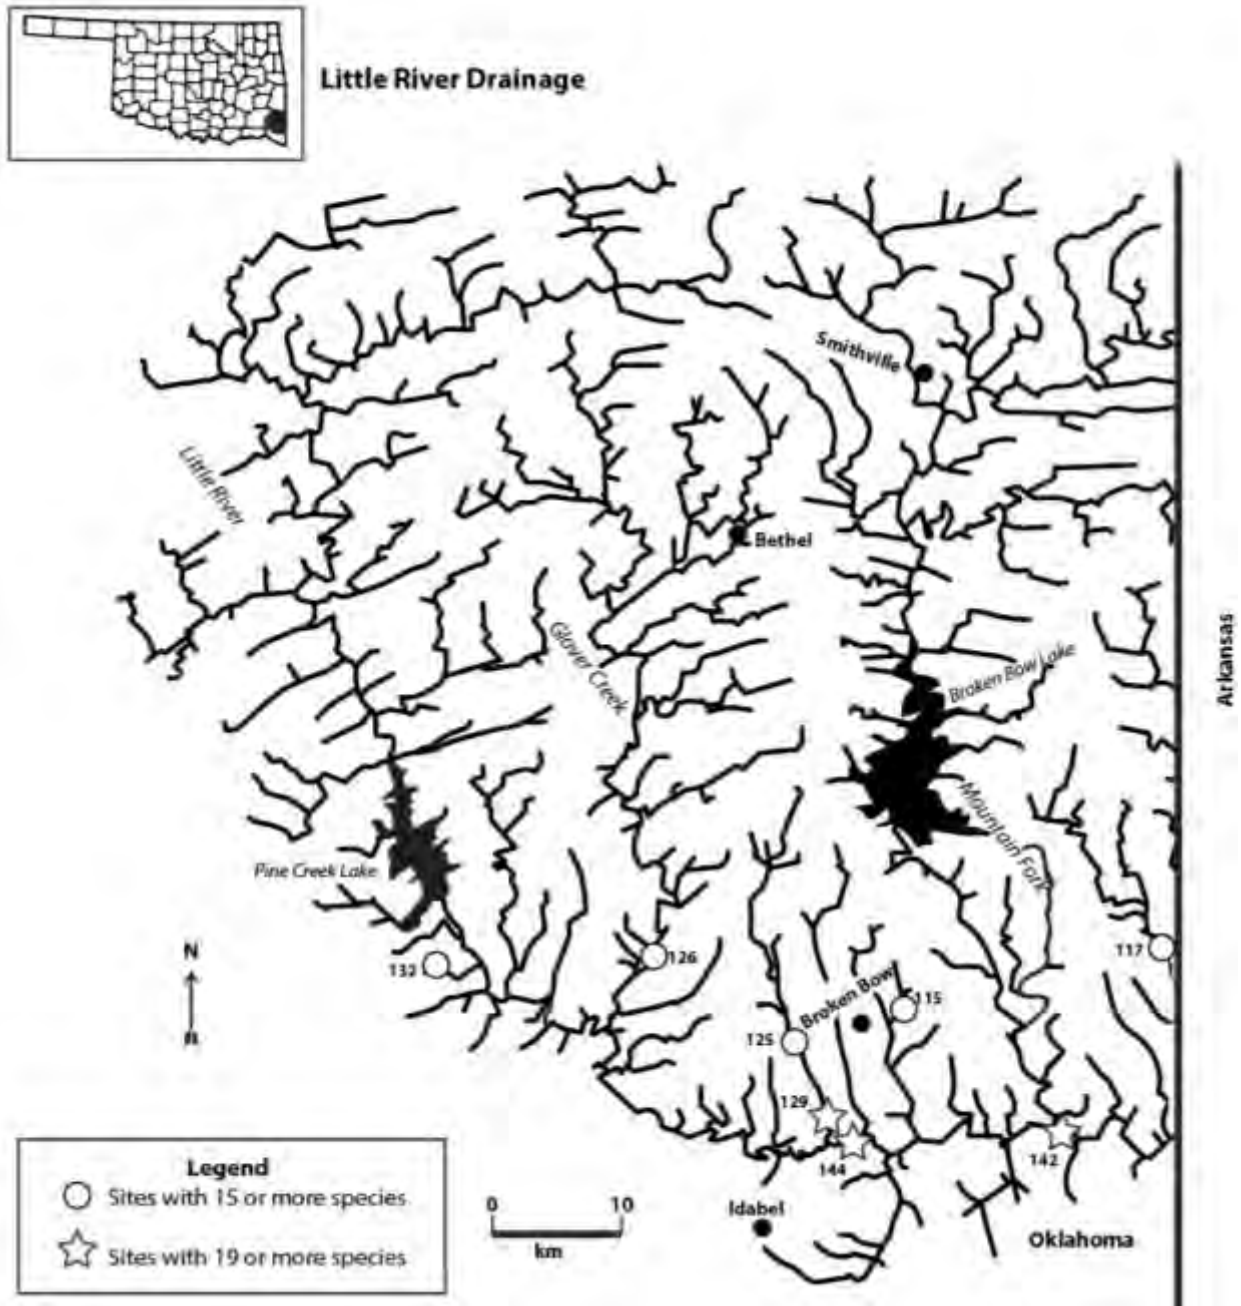 Little River Drainage
Smithville
Little River
Bethel
Glover Creek
Broken Bow Lake
Arkansas
Mountain Fork
Pine Creek Lake
N
132
126
117
Broken Bow
115
125
129
144
142
Legend
Sites with 15 or more species
Sites with 19 or more species
0 10
km
Idabel
Oklahoma